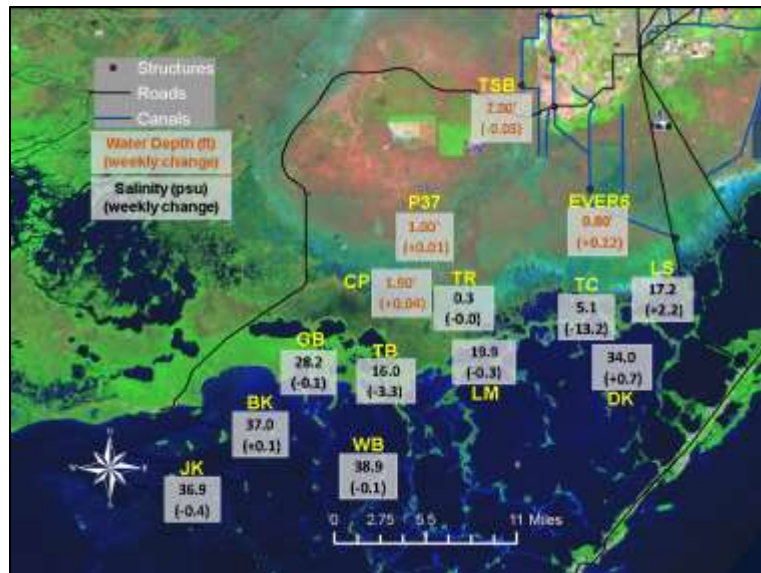 Structures
Roads
Canals
Water Depth (ft)
(weekly change)
Salinity (psu)
(weekly change)
TSB
(-0.03)
P37
1.00'
(+0.01)
EVER6
0.80'
(+0.12)
CP
1.50'
(+0.04)
TR
0.3
(-0.0)
TC
5.1
(-13.2)
LS
17.2
(+2.2)
GB
28.2
(-0.1)
TB
16.0
(-3.3)
19.9
(-0.3)
LM
34.0
(+0.7)
DK
BK
37.0
(+0.1)
WB
38.9
(-0.1)
JK
36.9
(-0.4)
0 2.75 5.5 11 Miles